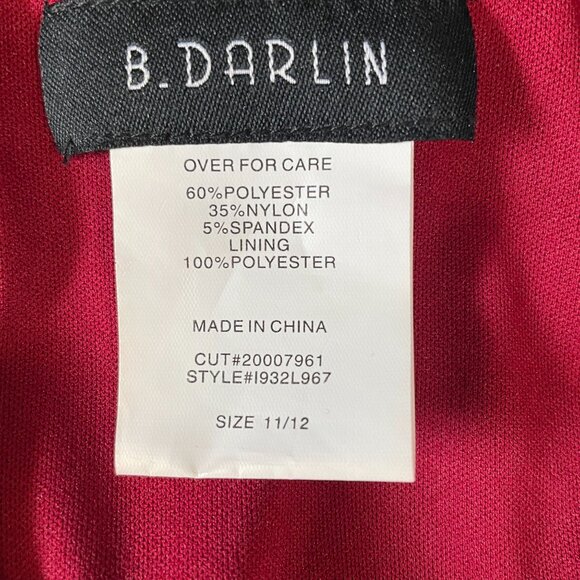 B.DARLIN
OVER FOR CARE
60%POLYESTER
35%NYLON
5%SPANDEX
LINING
100%POLYESTER
MADE IN CHINA
CUT#20007961
STYLE#I932L967
SIZE 11/12